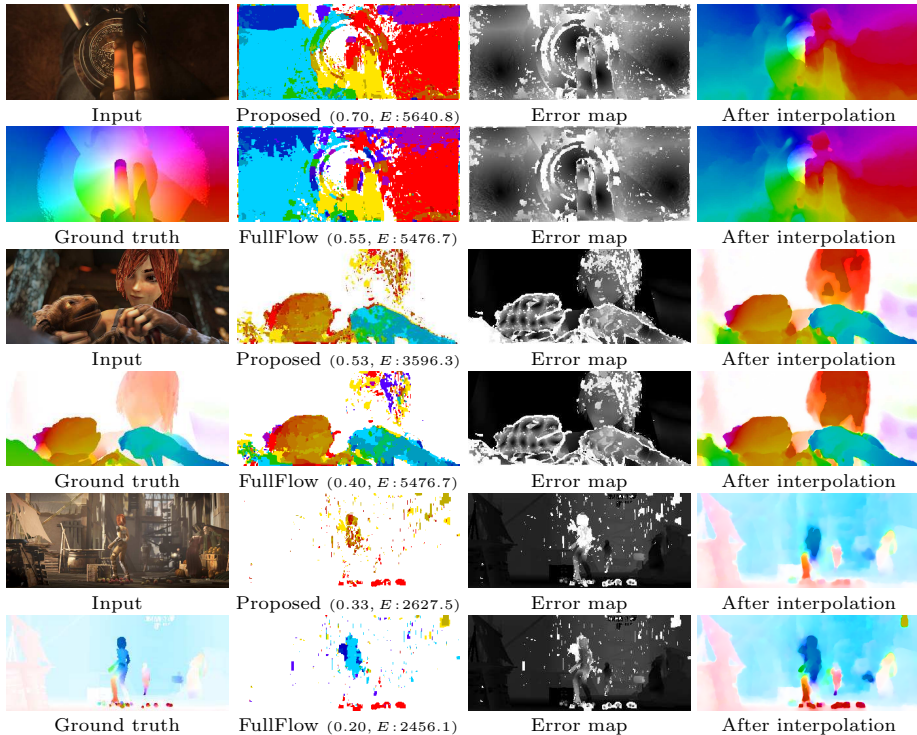 Input Proposed (0.70, E:5640.8) Error map After interpolation
Ground truth FullFlow (0.55, E:5476.7) Error map After interpolation
Input Proposed (0.53, E:3596.3) Error map After interpolation
Ground truth FullFlow (0.40, E:5476.7) Error map After interpolation
Input Proposed (0.33, E:2627.5) Error map After interpolation
Ground truth FullFlow (0.20, E:2456.1) Error map After interpolation